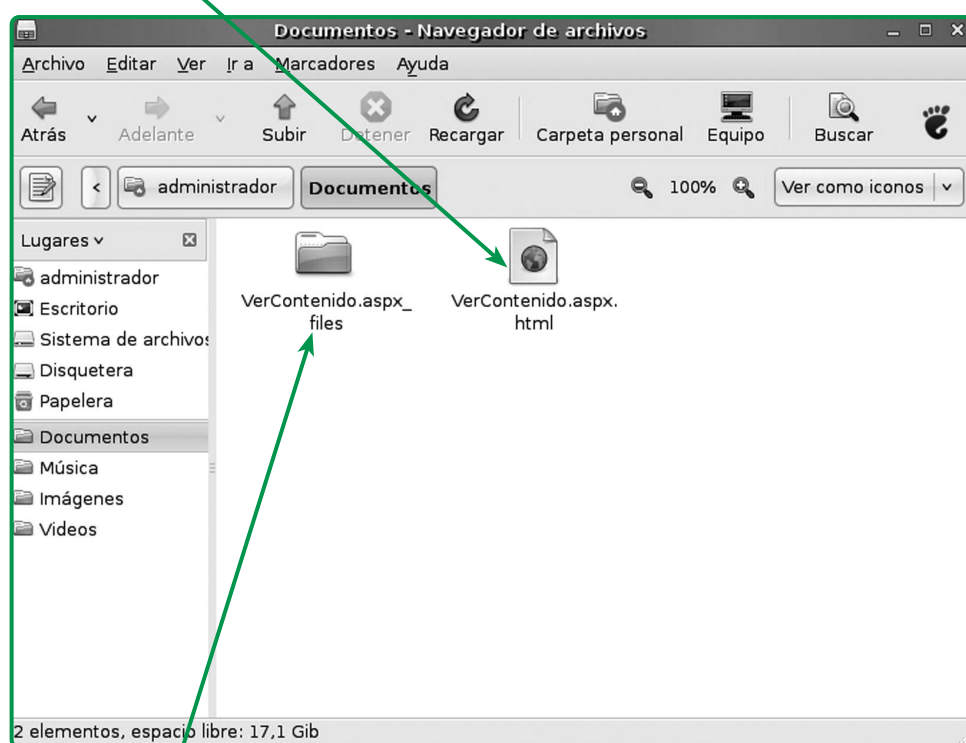 Documentos - Navegador de archivos
Archivo Editar Ver Ir a Marcadores Ayuda
Atrás Adelante Subir Detener Recargar Carpeta personal Equipo Buscar
administrador Documentos 100% Ver como iconos
Lugares
administrador
Escritorio
Sistema de archivos
Disquetera
Papelera
Documentos
Música
Imágenes
Videos
VerContenido.aspx_
files
VerContenido.aspx.
html
2 elementos, espacio libre: 17,1 Gib